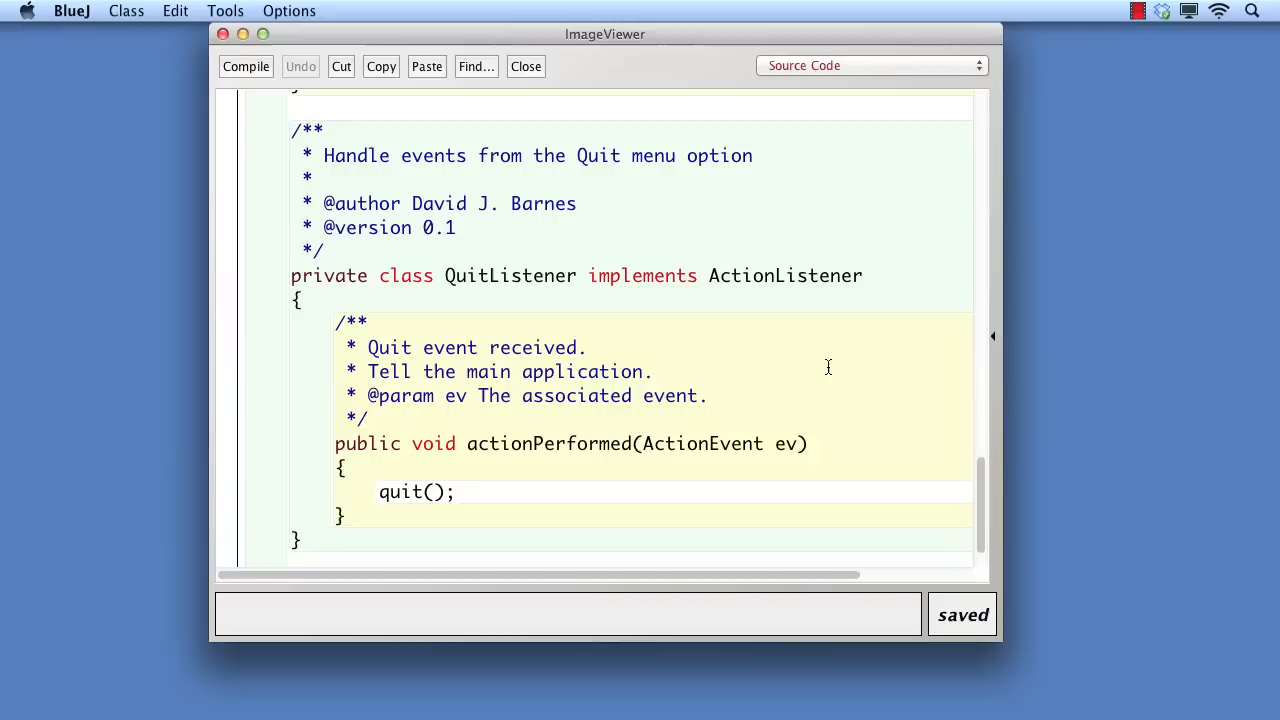 BlueJ Class Edit Tools Options
ImageViewer
Compile Undo Cut Copy Paste Find... Close Source Code
}
/**
* Handle events from the Quit menu option
*
* @author David J. Barnes
* @version 0.1
*/
private class QuitListener implements ActionListener
{
/**
* Quit event received.
* Tell the main application.
* @param ev The associated event.
*/
public void actionPerformed(ActionEvent ev)
{
quit();
}
}
saved